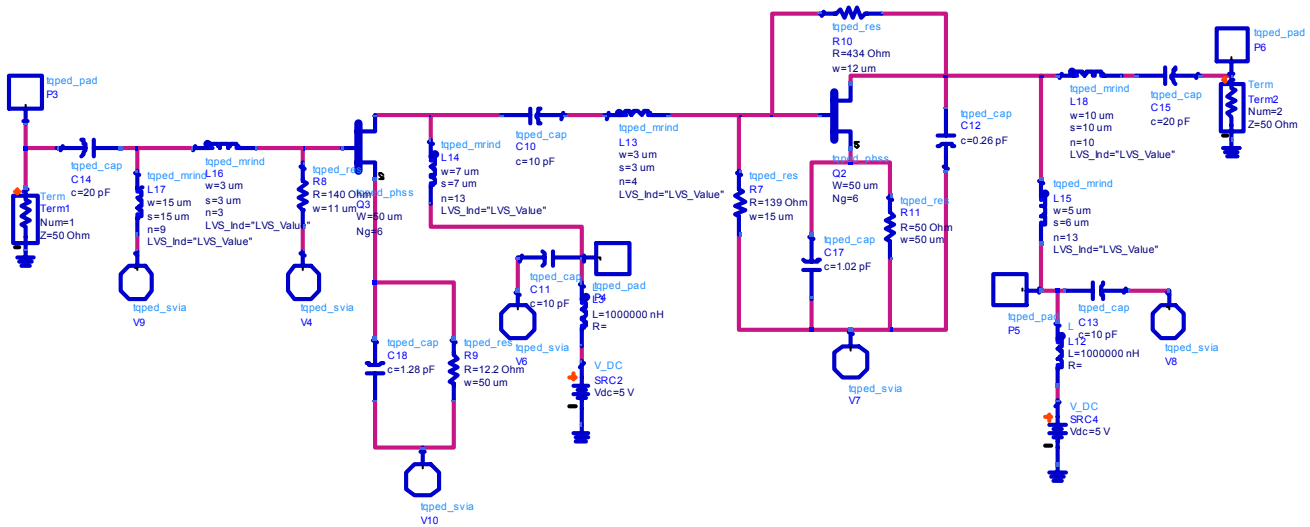 tqped_pad
P3
tqped_cap
C14
c=20 pF
Term
Term1
Num=1
Z=50 Ohm
tqped_mrind
L17
w=15 um
s=15 um
n=9
LVS_Ind="LVS_Value"
tqped_svia
V9
tqped_mrind
L16
w=3 um
s=3 um
n=3
LVS_Ind="LVS_Value"
tqped_res
R8
R=140 Ohm
w=11 um
tqped_svia
V4
tqped_phss
Q3
W=50 um
Ng=6
tqped_cap
C18
c=1.28 pF
tqped_res
R9
R=12.2 Ohm
w=50 um
tqped_svia
V10
tqped_mrind
L14
w=7 um
s=7 um
n=13
LVS_Ind="LVS_Value"
tqped_cap
C10
c=10 pF
tqped_mrind
L13
w=3 um
s=3 um
n=4
LVS_Ind="LVS_Value"
tqped_cap
C11
c=10 pF
tqped_svia
V6
tqped_pad
P4
L=1000000 nH
R=
V_DC
SRC2
Vdc=5 V
tqped_res
R10
R=434 Ohm
w=12 um
tqped_res
R7
R=139 Ohm
w=15 um
tqped_phss
Q2
W=50 um
Ng=6
tqped_cap
C17
c=1.02 pF
tqped_res
R11
R=50 Ohm
w=50 um
tqped_svia
V7
tqped_cap
C12
c=0.26 pF
tqped_mrind
L18
w=10 um
s=10 um
n=10
LVS_Ind="LVS_Value"
tqped_cap
C15
c=20 pF
tqped_pad
P6
Term
Term2
Num=2
Z=50 Ohm
tqped_mrind
L15
w=5 um
s=6 um
n=13
LVS_Ind="LVS_Value"
tqped_pad
P5
tqped_cap
C13
c=10 pF
tqped_svia
V8
L
L12
L=1000000 nH
R=
V_DC
SRC4
Vdc=5 V